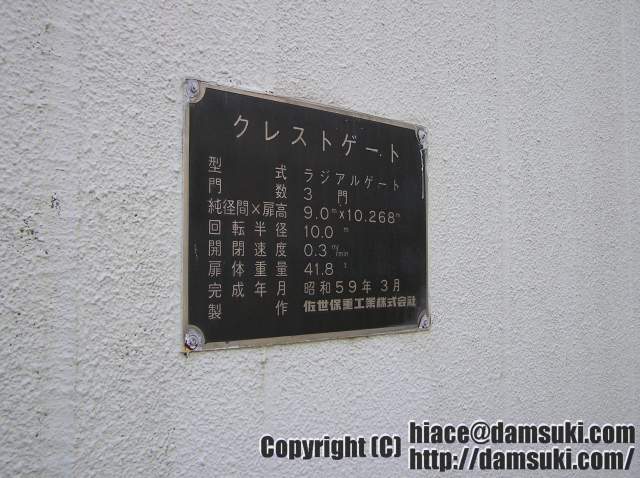 クレストゲート
型式 ラジアルゲート
門数 3門
純径間×扉高 9.0m×10.268m
回転半径 10.0m
開閉速度 0.3m/min
扉体重量 41.8t
完成年月 昭和59年3月
製作 佐世保重工業株式会社
Copyright (C) hiace@damsuki.com
http://damsuki.com/